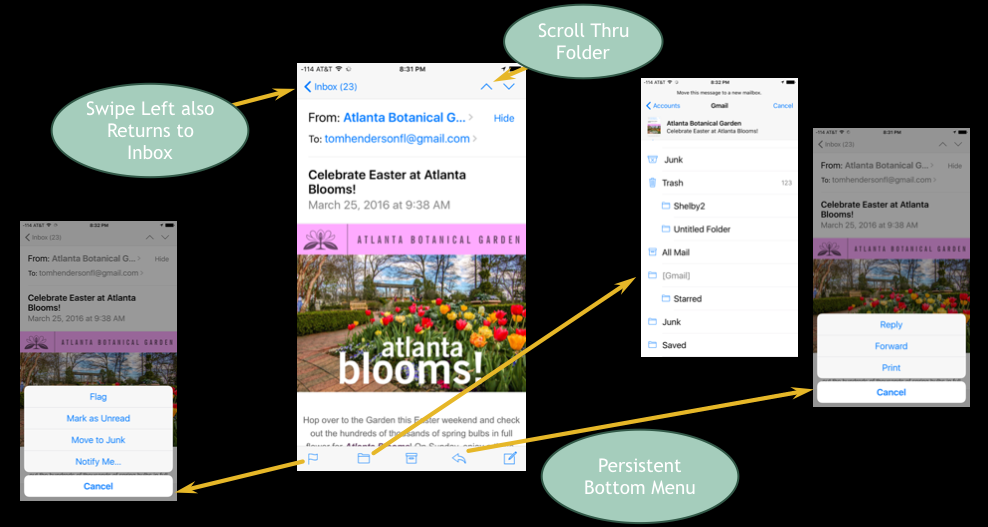 Scroll Thru
Folder
Swipe Left also
Returns to
Inbox
-114 AT&T 8:31 PM
Inbox (23)
From: Atlanta Botanical G... Hide
To: tomhendersonfl@gmail.com
Celebrate Easter at Atlanta
Blooms!
March 25, 2016 at 9:38 AM
ATLANTA BOTANICAL GARDEN
atlanta
blooms!
Hop over to the Garden this Easter weekend and check
out the hundreds of thousands of spring bulbs in full
-114 AT&T 8:32 PM
Move this message to a new mailbox.
Accounts Gmail Cancel
Atlanta Botanical Garden
Celebrate Easter at Atlanta Blooms!
Junk
Trash 123
Shelby2
Untitled Folder
All Mail
[Gmail]
Starred
Junk
Saved
-114 AT&T 8:31 PM
Inbox (23)
From: Atlanta Botanical G... Hide
To: tomhendersonfl@gmail.com
Celebrate Easter at Atlanta
Blooms!
March 25, 2016 at 9:38 AM
ATLANTA BOTANICAL GARDEN
Reply
Forward
Print
Cancel
-114 AT&T 8:32 PM
Inbox (23)
From: Atlanta Botanical G... Hide
To: tomhendersonfl@gmail.com
Celebrate Easter at Atlanta
Blooms!
March 25, 2016 at 9:38 AM
ATLANTA BOTANICAL GARDEN
Flag
Mark as Unread
Move to Junk
Notify Me...
Cancel
Persistent
Bottom Menu